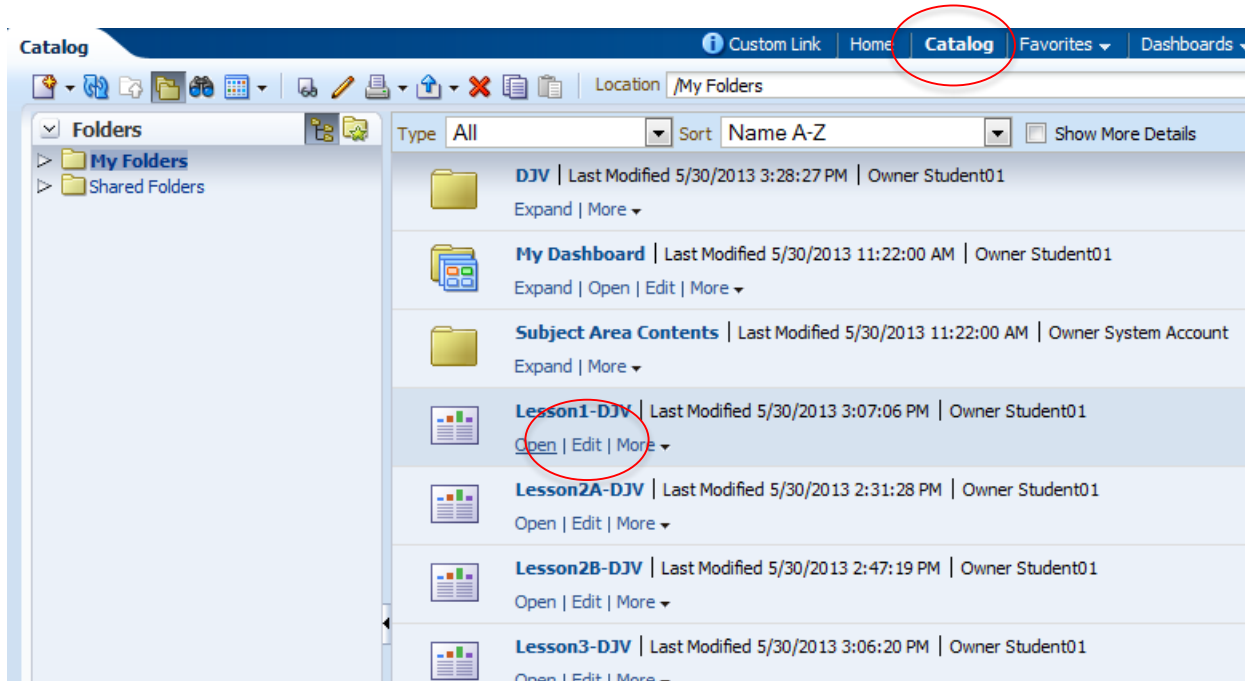 Catalog
Custom Link | Home | Catalog | Favorites | Dashboards
Location /My Folders
Folders
My Folders
Shared Folders
Type All Sort Name A-Z Show More Details
DJV | Last Modified 5/30/2013 3:28:27 PM | Owner Student01
Expand | More
My Dashboard | Last Modified 5/30/2013 11:22:00 AM | Owner Student01
Expand | Open | Edit | More
Subject Area Contents | Last Modified 5/30/2013 11:22:00 AM | Owner System Account
Expand | More
Lesson1-DJV | Last Modified 5/30/2013 3:07:06 PM | Owner Student01
Open | Edit | More
Lesson2A-DJV | Last Modified 5/30/2013 2:31:28 PM | Owner Student01
Open | Edit | More
Lesson2B-DJV | Last Modified 5/30/2013 2:47:19 PM | Owner Student01
Open | Edit | More
Lesson3-DJV | Last Modified 5/30/2013 3:06:20 PM | Owner Student01
Open | Edit | More